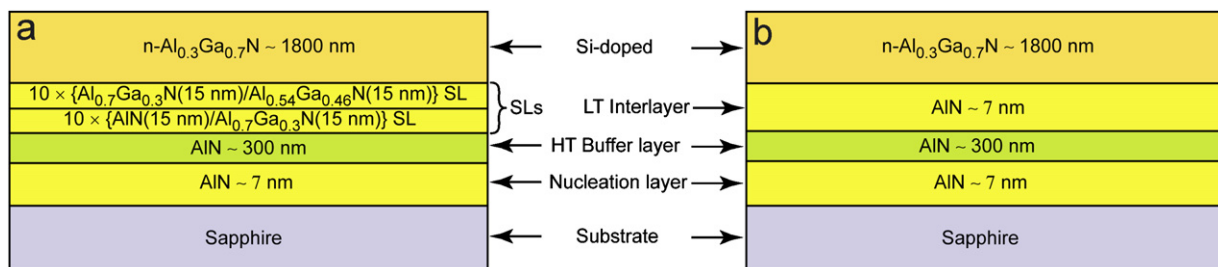 a
n-Al0.3Ga0.7N ~ 1800 nm
10 × {Al0.7Ga0.3N(15 nm)/Al0.54Ga0.46N(15 nm)} SL
10 × {AlN(15 nm)/Al0.7Ga0.3N(15 nm)} SL
AlN ~ 300 nm
AlN ~ 7 nm
Sapphire
Si-doped
SLs
LT Interlayer
HT Buffer layer
Nucleation layer
Substrate
b
n-Al0.3Ga0.7N ~ 1800 nm
AlN ~ 7 nm
AlN ~ 300 nm
AlN ~ 7 nm
Sapphire